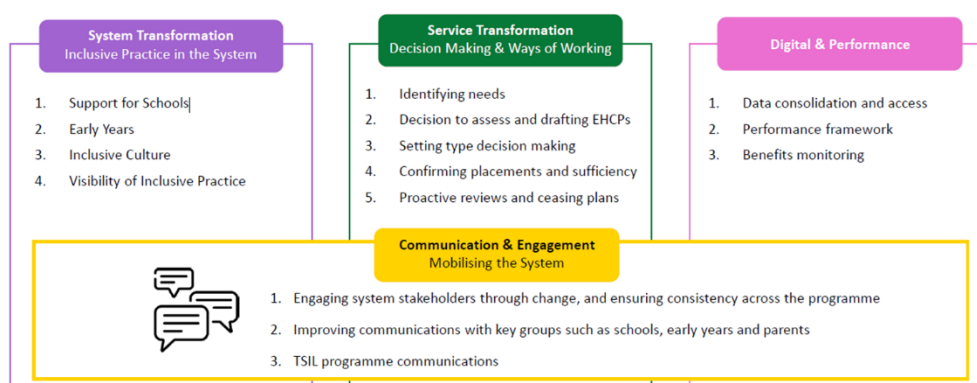 System Transformation
Inclusive Practice in the System
1. Support for Schools
2. Early Years
3. Inclusive Culture
4. Visibility of Inclusive Practice
Service Transformation
Decision Making & Ways of Working
1. Identifying needs
2. Decision to assess and drafting EHCPs
3. Setting type decision making
4. Confirming placements and sufficiency
5. Proactive reviews and ceasing plans
Digital & Performance
1. Data consolidation and access
2. Performance framework
3. Benefits monitoring
Communication & Engagement
Mobilising the System
1. Engaging system stakeholders through change, and ensuring consistency across the programme
2. Improving communications with key groups such as schools, early years and parents
3. TSIL programme communications